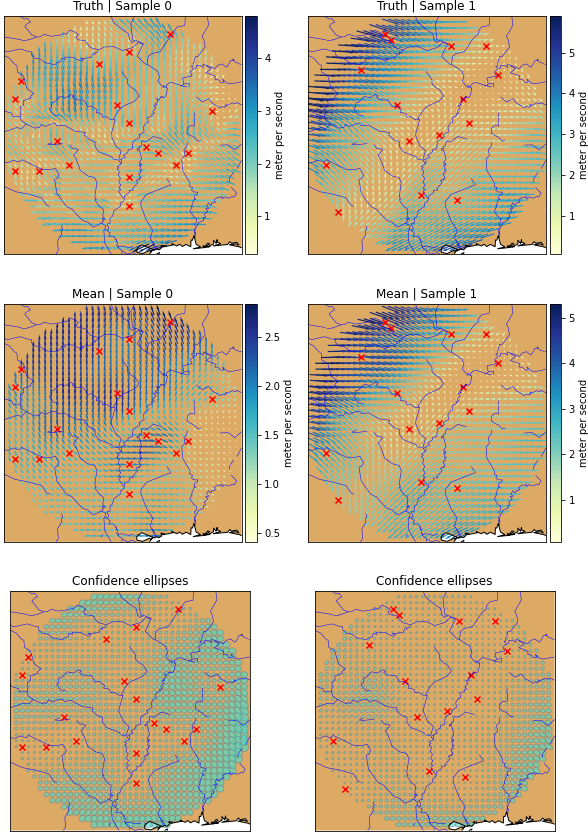 Truth | Sample 0
Truth | Sample 1
4
3
2
1
meter per second
5
4
3
2
1
meter per second
Mean | Sample 0
Mean | Sample 1
2.5
2.0
1.5
1.0
0.5
meter per second
5
4
3
2
1
meter per second
Confidence ellipses
Confidence ellipses